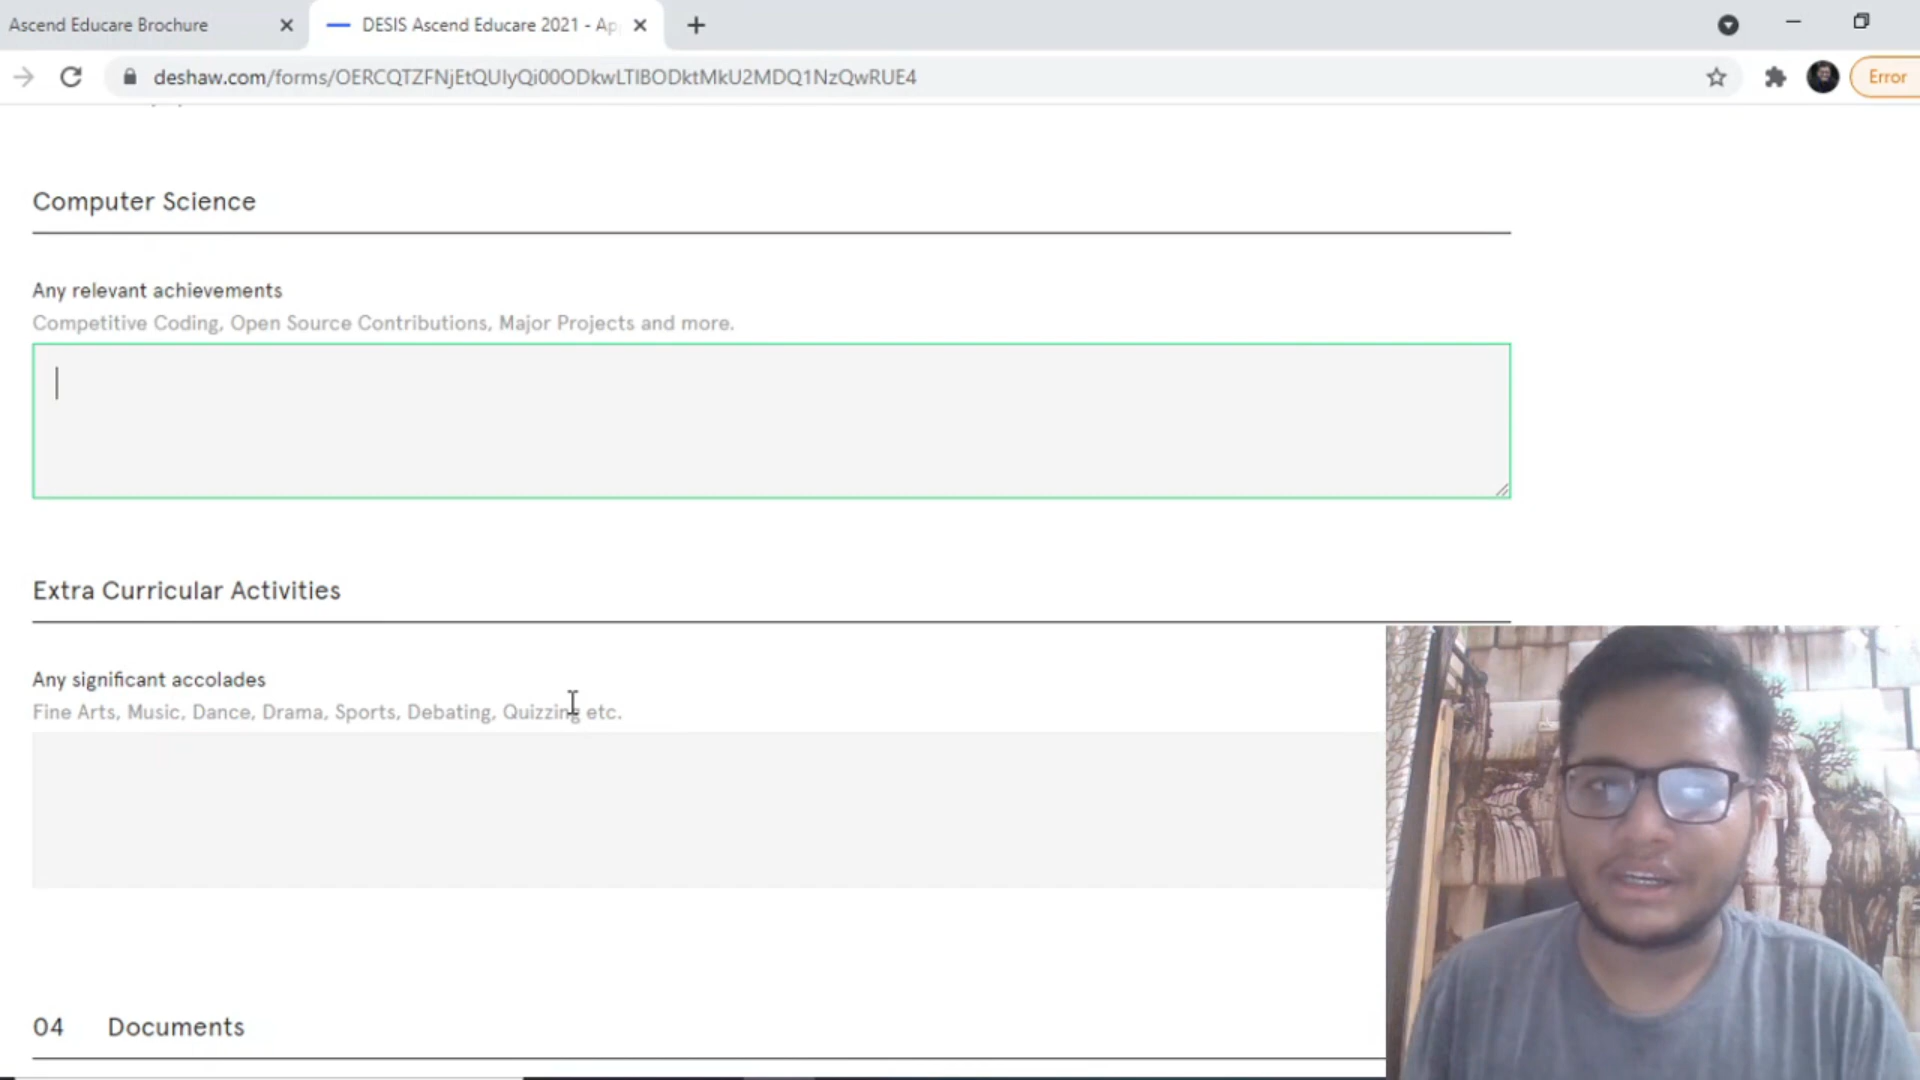 Ascend Educare Brochure
DESIS Ascend Educare 2021 - Ap
deshaw.com/forms/OERCQTZFNjEtQUIyQi00ODkwLTlBODktMkU2MDQ1NzQwRUE4
Error
Computer Science
Any relevant achievements
Competitive Coding, Open Source Contributions, Major Projects and more.
Extra Curricular Activities
Any significant accolades
Fine Arts, Music, Dance, Drama, Sports, Debating, Quizzing etc.
04 Documents